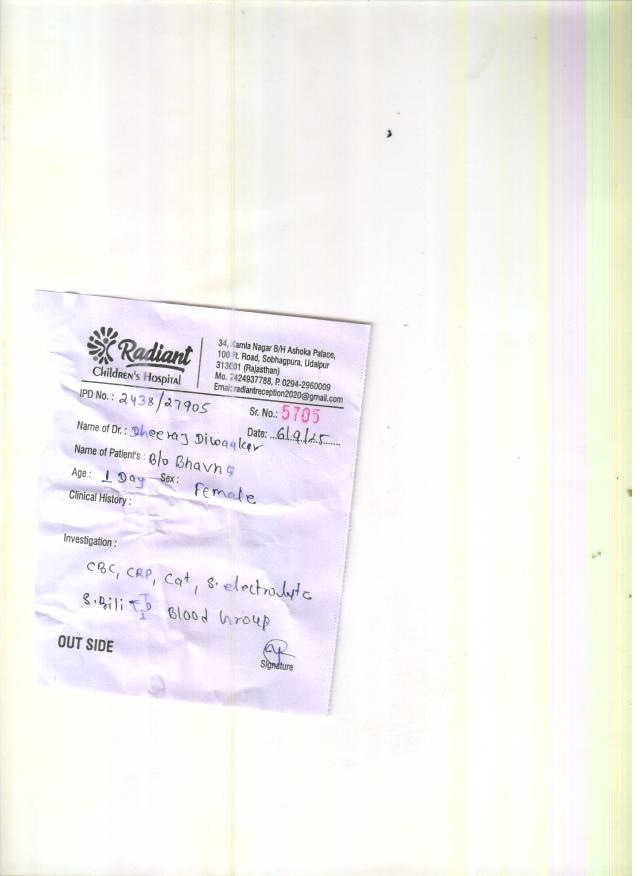 Radiant
CHILDREN'S HOSPITAL
34, Kamla Nagar B/H Ashoka Palace,
100 Ft. Road, Sobhagpura, Udaipur
313001 (Rajasthan)
Mo. 7424937788, P. 0294-2960009
Email: radiantreception2020@gmail.com
IPD No. : 2438/27905
Sr. No.: 5705
Name of Dr. : Dheeraj Diwaakar
Date: 6/9/25
Name of Patient's : B/o Bhavna
Age : 1 Day Sex : Female
Clinical History :
Investigation :
CBC, CRP, Ca+, S. electrolyte
S. Bili T D I Blood Group
OUT SIDE
Signature